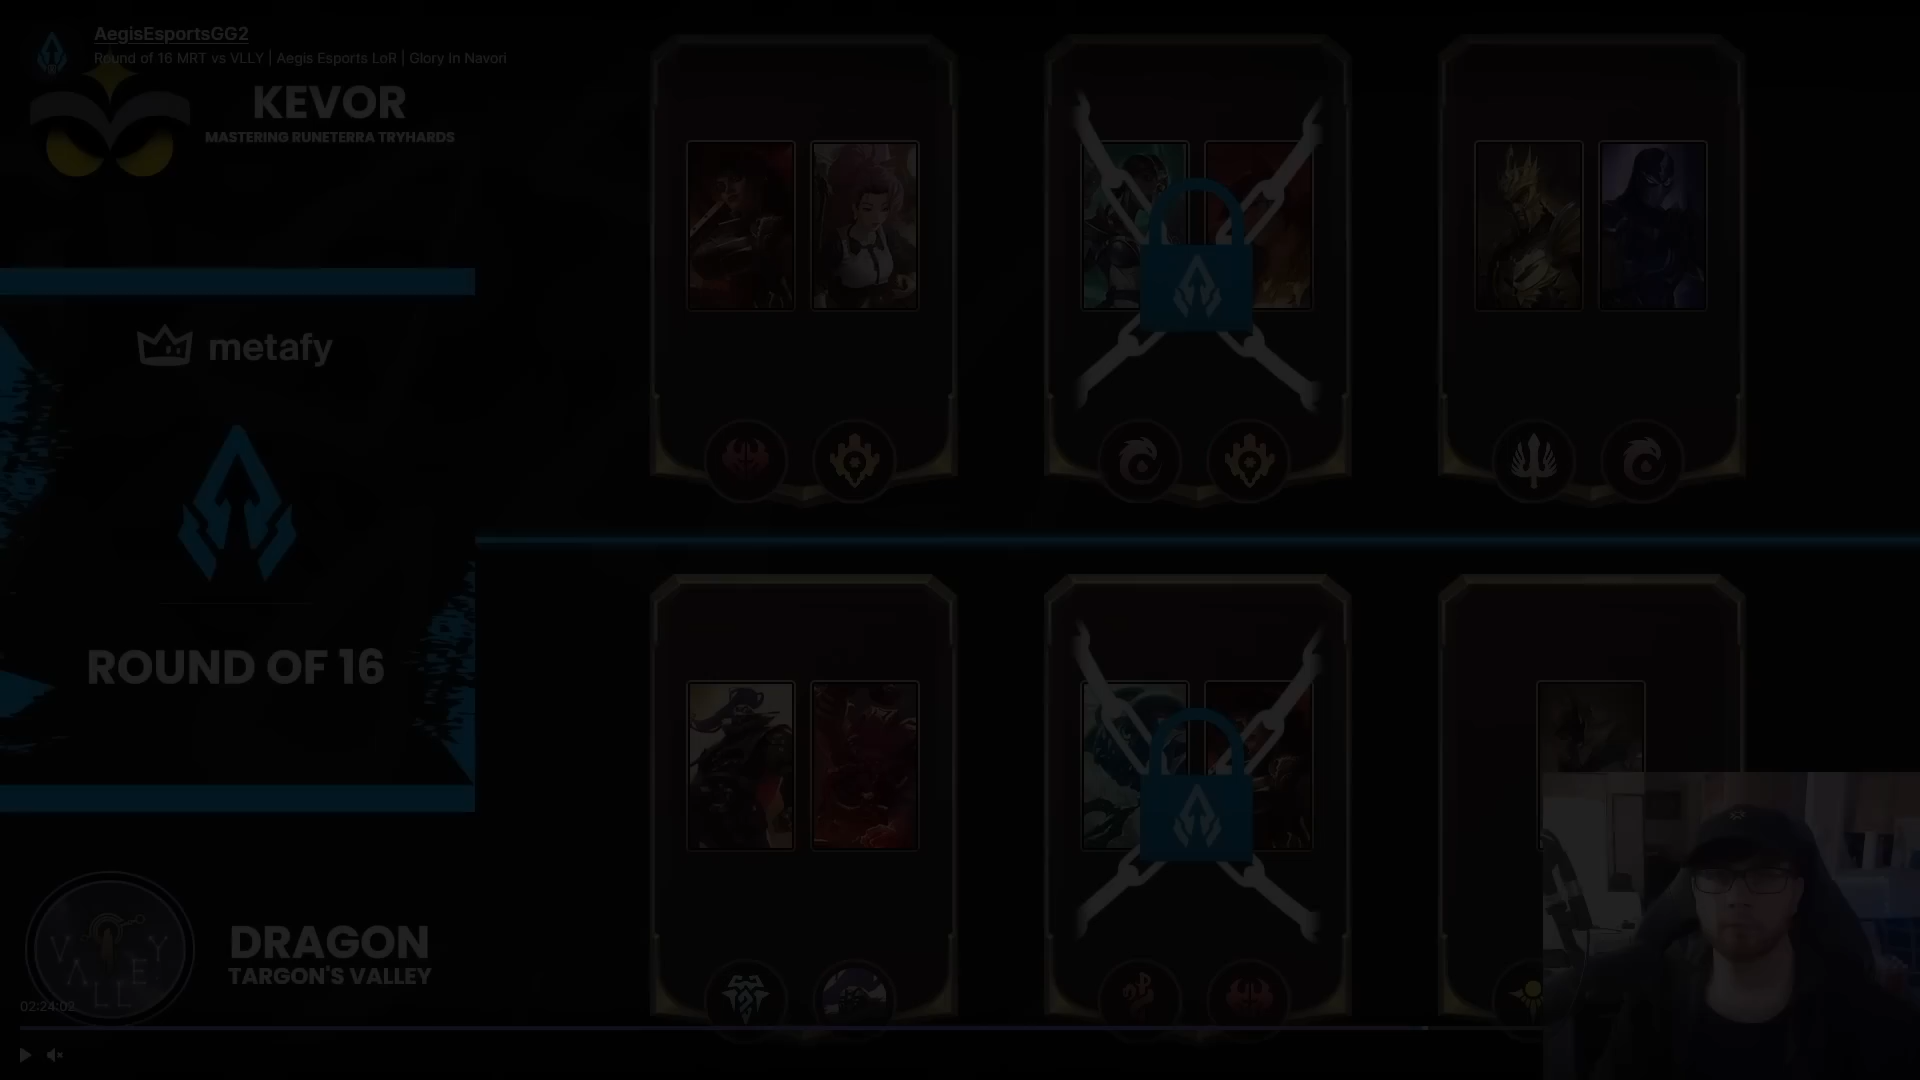 AegisEsportsGG2
Round of 16 MRT vs VLLY | Aegis Esports LoR | Glory In Navori
KEVOR
MASTERING RUNETERRA TRYHARDS
metafy
ROUND OF 16
VALLEY
DRAGON
TARGON'S VALLEY
02:24:02